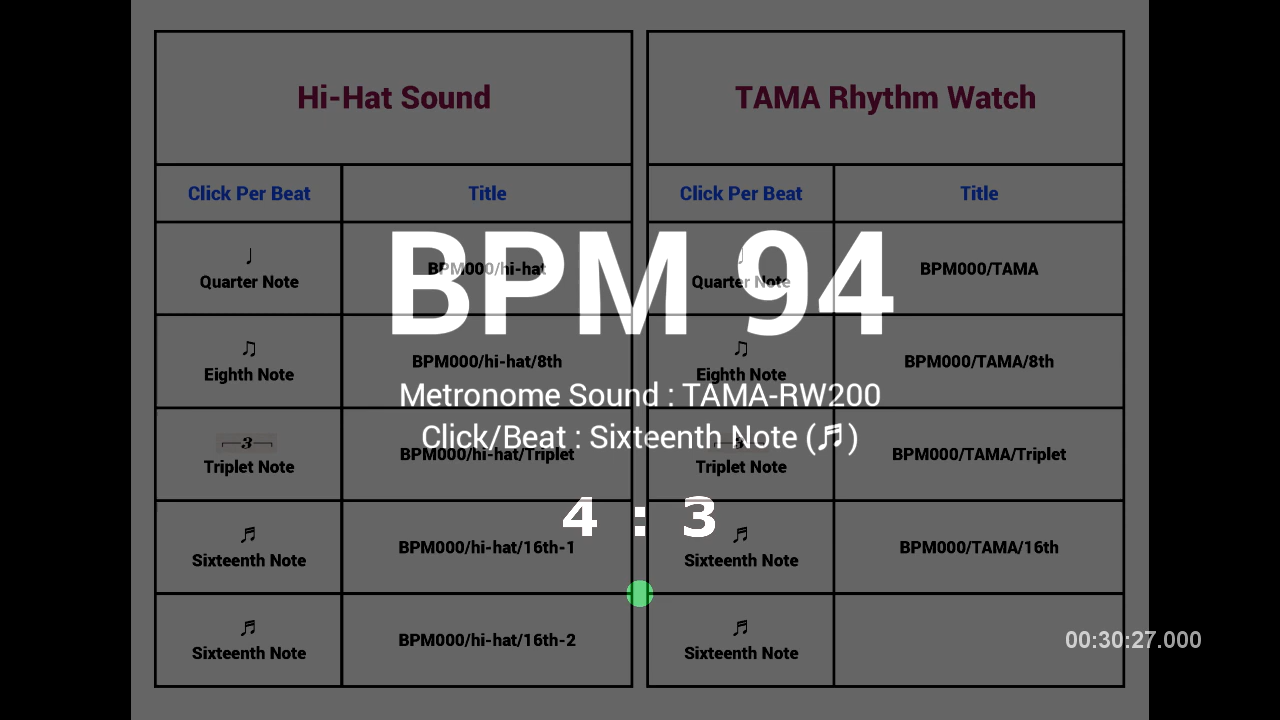 Hi-Hat Sound
TAMA Rhythm Watch
Click Per Beat
Title
Click Per Beat
Title
BPM 94
♩
Quarter Note
BPM000/hi-hat
♩
Quarter Note
BPM000/TAMA
♫
Eighth Note
BPM000/hi-hat/8th
♫
Eighth Note
BPM000/TAMA/8th
Metronome Sound : TAMA-RW200
Click/Beat : Sixteenth Note (♬)
3
Triplet Note
BPM000/hi-hat/Triplet
3
Triplet Note
BPM000/TAMA/Triplet
4 : 3
♬
Sixteenth Note
BPM000/hi-hat/16th-1
♬
Sixteenth Note
BPM000/TAMA/16th
♬
Sixteenth Note
BPM000/hi-hat/16th-2
♬
Sixteenth Note
00:30:27.000